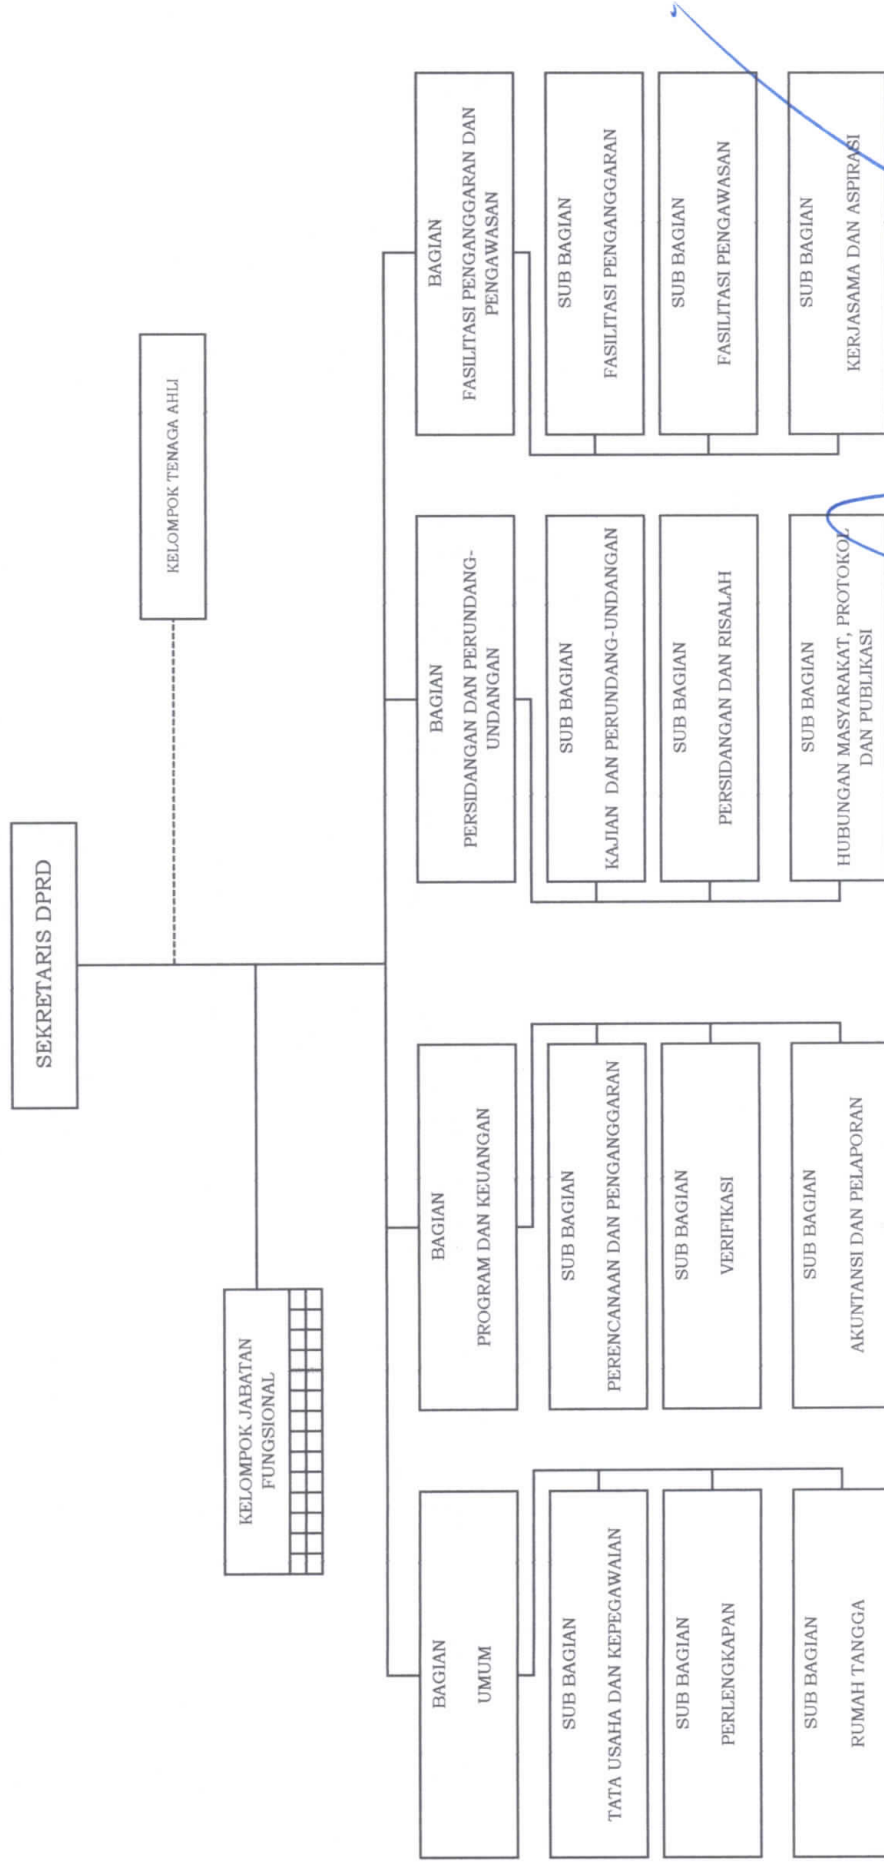 SEKRETARIS DPRD
KELOMPOK TENAGA AHLI
KELOMPOK JABATAN
FUNGSIONAL
BAGIAN
UMUM
SUB BAGIAN
TATA USAHA DAN KEPEGAWAIAN
SUB BAGIAN
PERLENGKAPAN
SUB BAGIAN
RUMAH TANGGA
BAGIAN
PROGRAM DAN KEUANGAN
SUB BAGIAN
PERENCANAAN DAN PENGANGGARAN
SUB BAGIAN
VERIFIKASI
SUB BAGIAN
AKUNTANSI DAN PELAPORAN
BAGIAN
PERSIDANGAN DAN PERUNDANG-
UNDANGAN
SUB BAGIAN
KAJIAN DAN PERUNDANG-UNDANGAN
SUB BAGIAN
PERSIDANGAN DAN RISALAH
SUB BAGIAN
HUBUNGAN MASYARAKAT, PROTOKOL
DAN PUBLIKASI
BAGIAN
FASILITASI PENGANGGARAN DAN
PENGAWASAN
SUB BAGIAN
FASILITASI PENGANGGARAN
SUB BAGIAN
FASILITASI PENGAWASAN
SUB BAGIAN
KERJASAMA DAN ASPIRASI